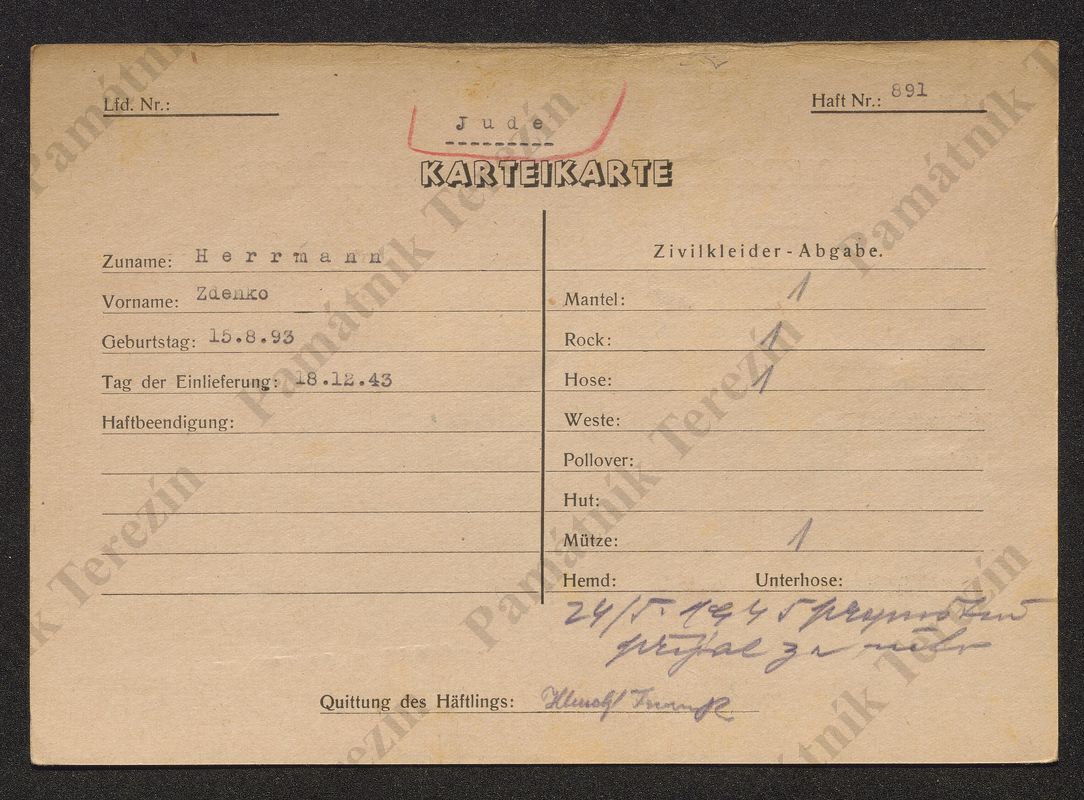 Lfd. Nr.:
Haft Nr.: 891
Jude
KARTEIKARTE
Zuname: Herrmann
Vorname: Zdenko
Geburtstag: 15.8.93
Tag der Einlieferung: 18.12.43
Haftbeendigung:
Zivilkleider-Abgabe.
Mantel: 1
Rock: 1
Hose: 1
Weste:
Pollover:
Hut:
Mütze: 1
Hemd: Unterhose:
24/5. 1945
přijal za
Quittung des Häftlings:
Památník Terezín